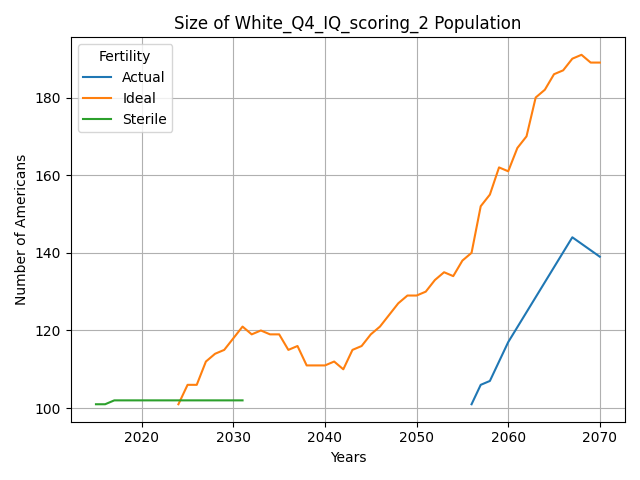 Size of White_Q4_IQ_scoring_2 Population
Fertility
Actual
Ideal
Sterile
Number of Americans
180
160
140
120
100
2020 2030 2040 2050 2060 2070
Years